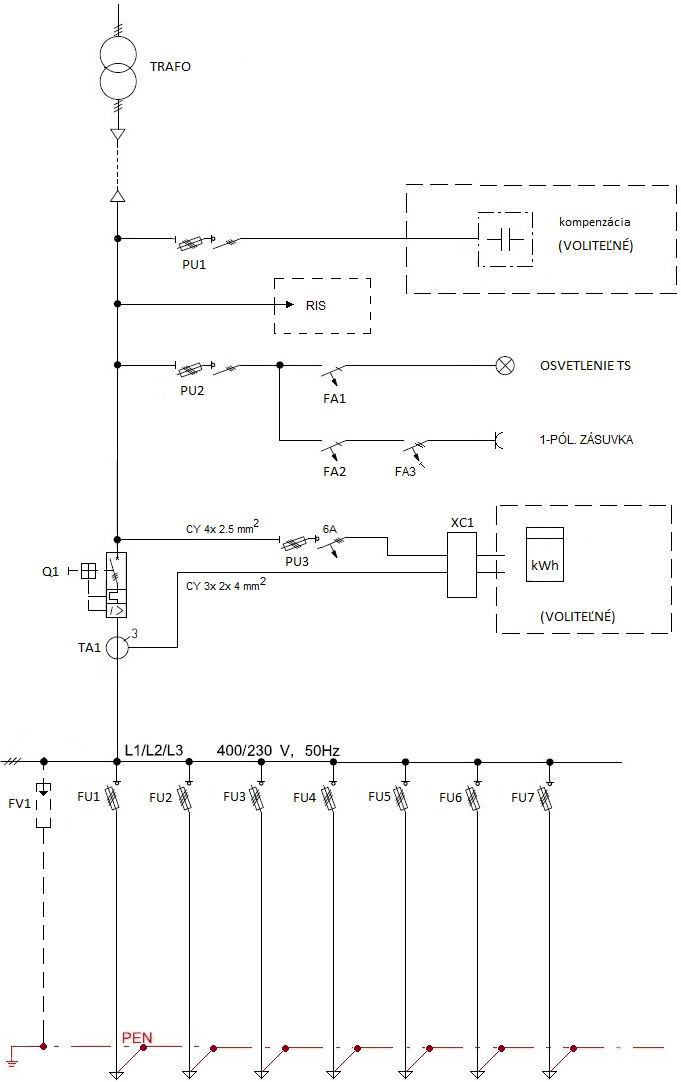 TRAFO
kompenzácia
(VOLITEĽNÉ)
PU1
RIS
PU2
OSVETLENIE TS
FA1
1-PÓL. ZÁSUVKA
FA2
FA3
CY 4x 2.5 mm²
6A
XC1
PU3
kWh
Q1
CY 3x 2x 4 mm²
(VOLITEĽNÉ)
I>
3
TA1
L1/L2/L3 400/230 V, 50Hz
FV1
FU1
FU2
FU3
FU4
FU5
FU6
FU7
PEN